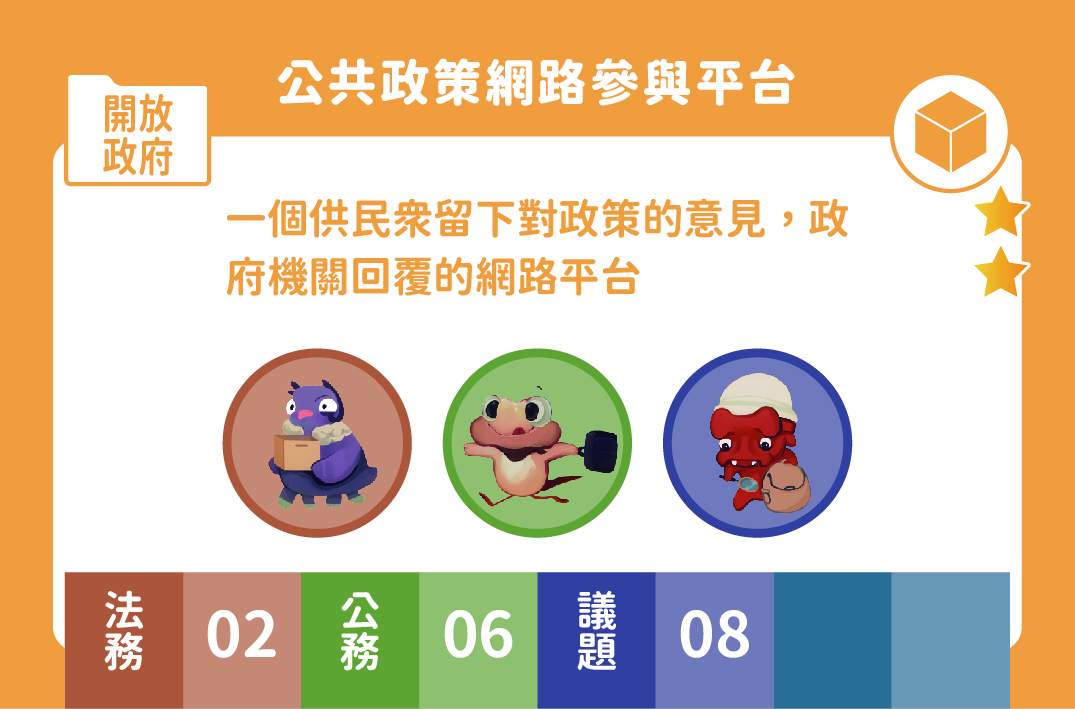 公共政策網路參與平台
開放
政府
一個供民眾留下對政策的意見，政
府機關回覆的網路平台
法務
02
公務
06
議題
08